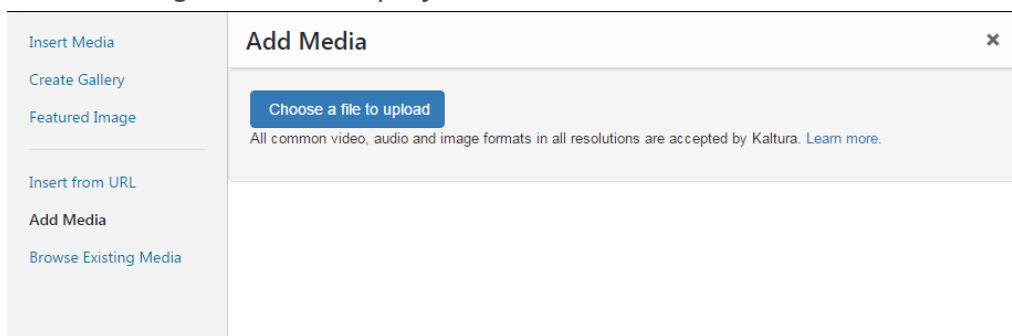 Insert Media
Create Gallery
Featured Image
Insert from URL
Add Media
Browse Existing Media
Add Media
×
Choose a file to upload
All common video, audio and image formats in all resolutions are accepted by Kaltura. Learn more.